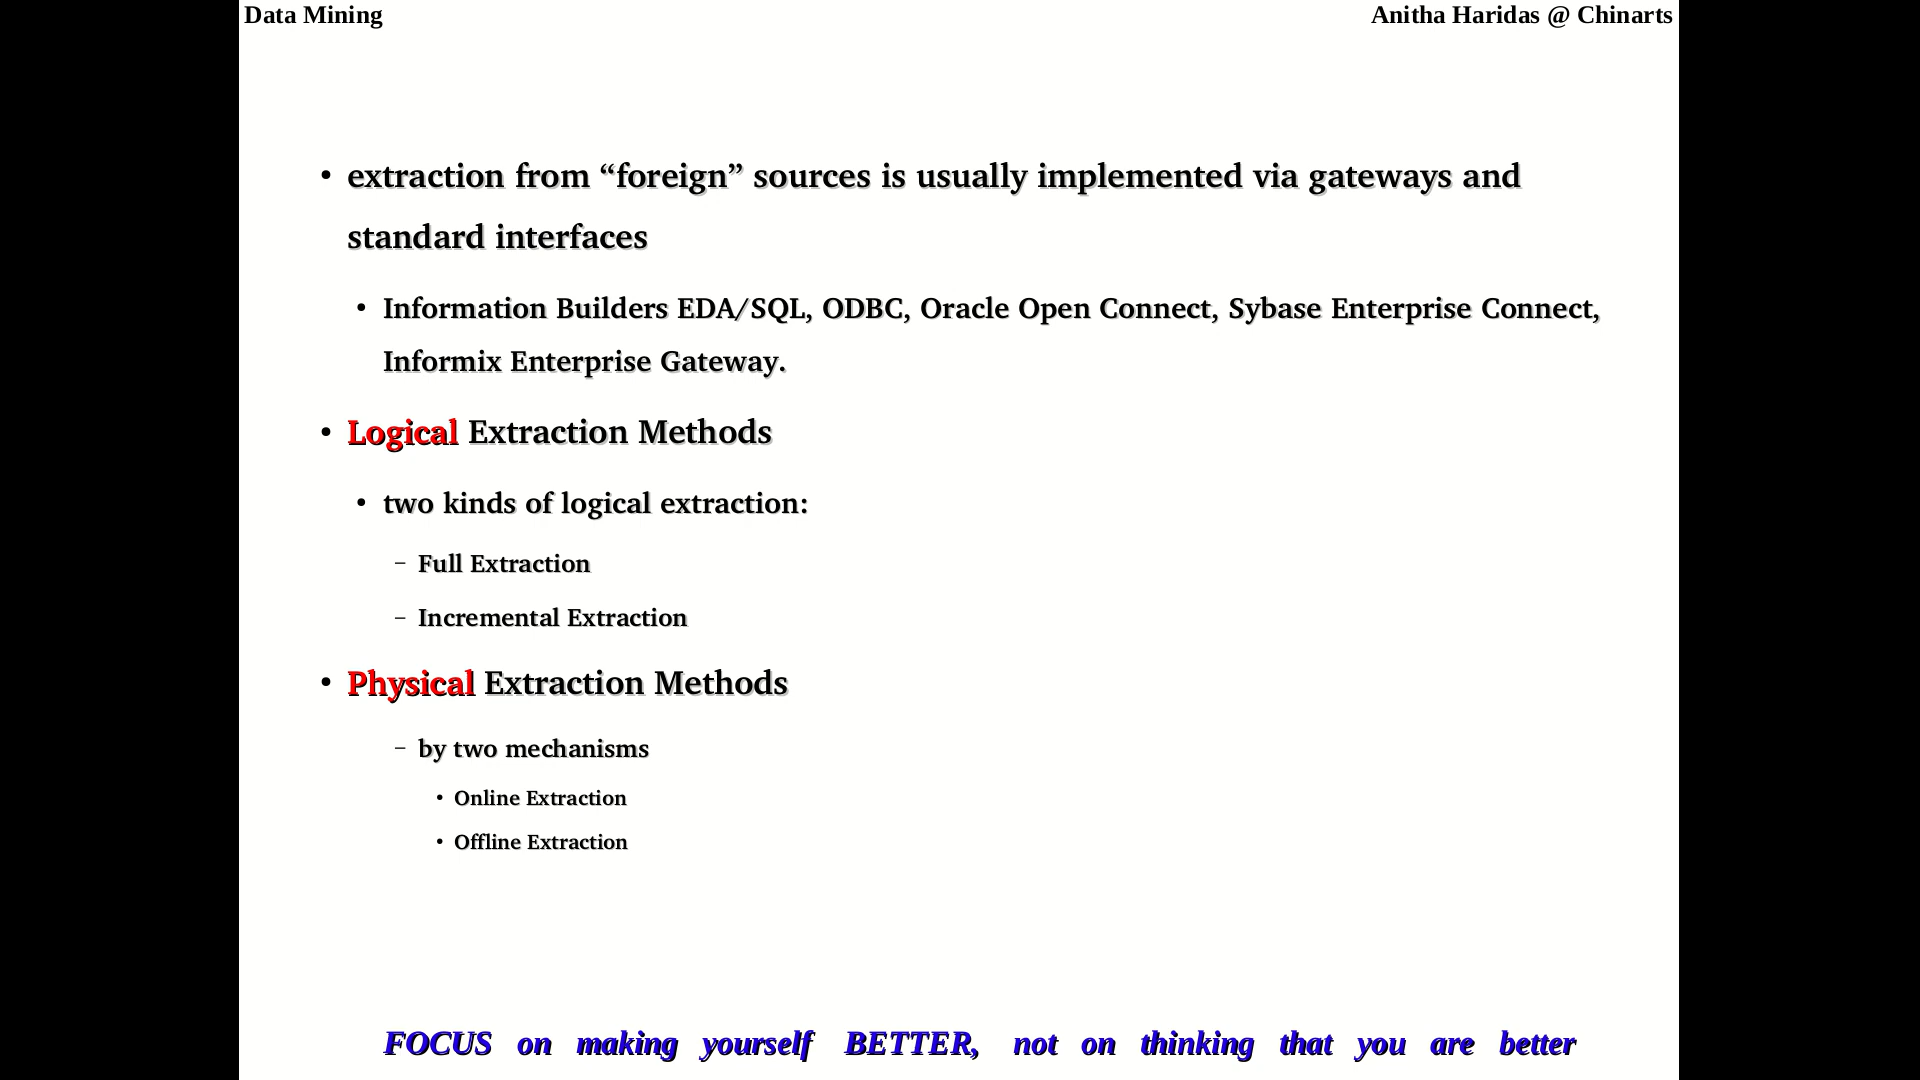 Data Mining
Anitha Haridas @ Chinarts
• extraction from “foreign” sources is usually implemented via gateways and
standard interfaces
• Information Builders EDA/SQL, ODBC, Oracle Open Connect, Sybase Enterprise Connect,
Informix Enterprise Gateway.
• Logical Extraction Methods
• two kinds of logical extraction:
– Full Extraction
– Incremental Extraction
• Physical Extraction Methods
– by two mechanisms
• Online Extraction
• Offline Extraction
FOCUS on making yourself BETTER, not on thinking that you are better